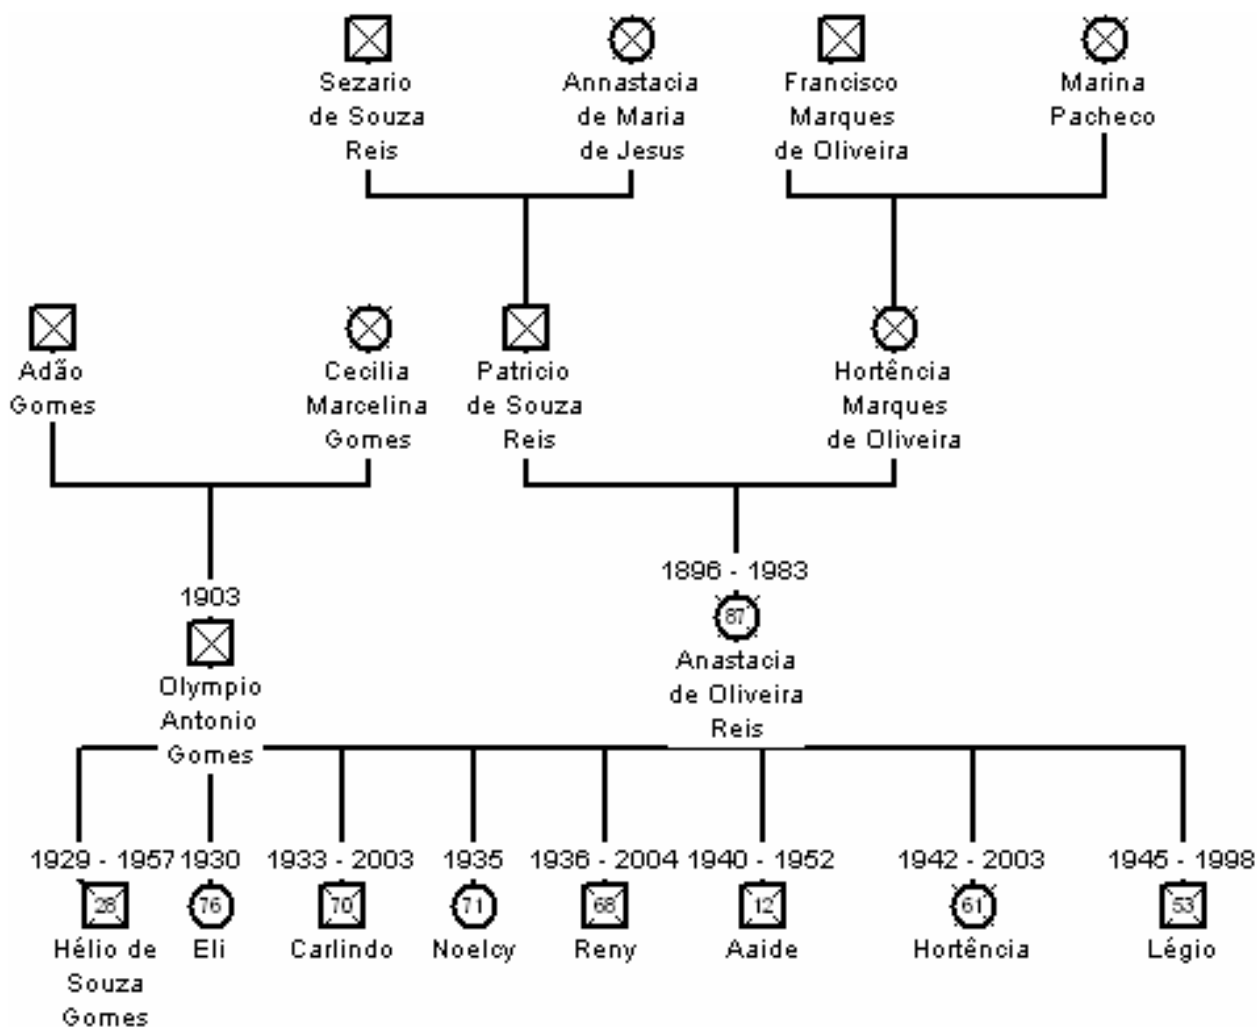 Sezario
de Souza
Reis
Annastacia
de Maria
de Jesus
Francisco
Marques
de Oliveira
Marina
Pacheco
Adão
Gomes
Cecilia
Marcelina
Gomes
Patricio
de Souza
Reis
Hortência
Marques
de Oliveira
1903
Olympio
Antonio
Gomes
1896 - 1983
87
Anastacia
de Oliveira
Reis
1929 - 1957
28
Hélio de
Souza
Gomes
1930
76
Eli
1933 - 2003
70
Carlindo
1935
71
Noelcy
1936 - 2004
68
Reny
1940 - 1952
12
Aaide
1942 - 2003
61
Hortência
1945 - 1998
53
Légio